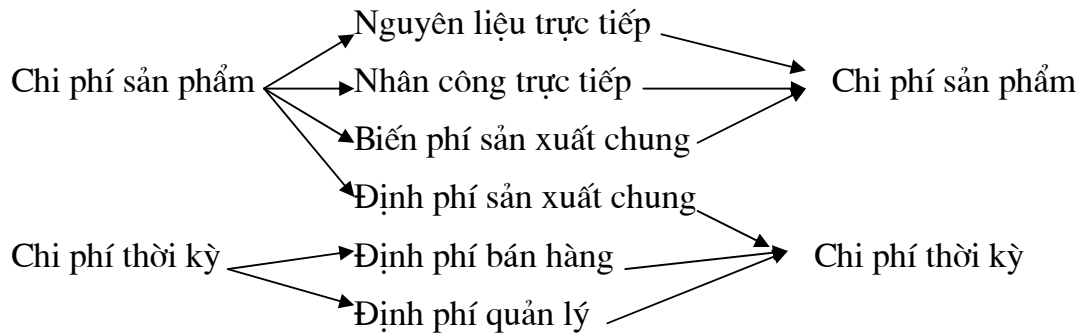 Nguyên liệu trực tiếp
Chi phí sản phẩm Nhân công trực tiếp Chi phí sản phẩm
Biến phí sản xuất chung
Định phí sản xuất chung
Chi phí thời kỳ Định phí bán hàng Chi phí thời kỳ
Định phí quản lý